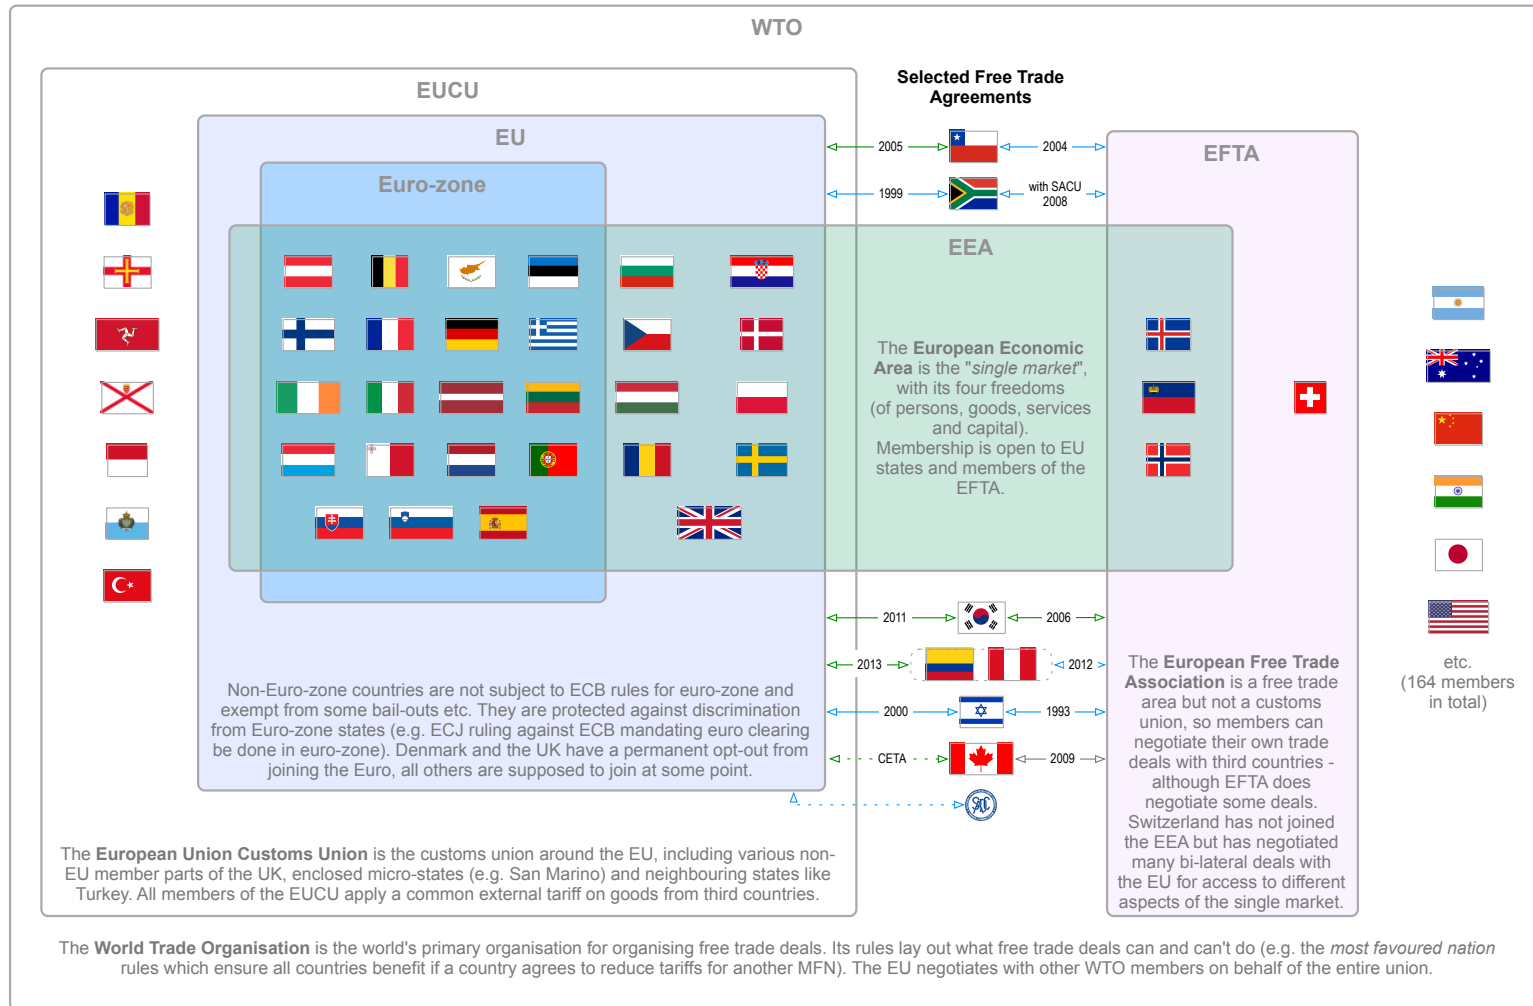 WTO
EUCU
EU
Euro-zone
Selected Free Trade
Agreements
2005
2004
1999
with SACU
2008
EFTA
EEA
The European Economic
Area is the "single market",
with its four freedoms
(of persons, goods, services
and capital).
Membership is open to EU
states and members of the
EFTA.
2011
2006
2013
2012
2000
1993
CETA
2009
SADC
etc.
(164 members
in total)
Non-Euro-zone countries are not subject to ECB rules for euro-zone and
exempt from some bail-outs etc. They are protected against discrimination
from Euro-zone states (e.g. ECJ ruling against ECB mandating euro clearing
be done in euro-zone). Denmark and the UK have a permanent opt-out from
joining the Euro, all others are supposed to join at some point.
The European Free Trade
Association is a free trade
area but not a customs
union, so members can
negotiate their own trade
deals with third countries -
although EFTA does
negotiate some deals.
Switzerland has not joined
the EEA but has negotiated
many bi-lateral deals with
the EU for access to different
aspects of the single market.
The European Union Customs Union is the customs union around the EU, including various non-
EU member parts of the UK, enclosed micro-states (e.g. San Marino) and neighbouring states like
Turkey. All members of the EUCU apply a common external tariff on goods from third countries.
The World Trade Organisation is the world's primary organisation for organising free trade deals. Its rules lay out what free trade deals can and can't do (e.g. the most favoured nation
rules which ensure all countries benefit if a country agrees to reduce tariffs for another MFN). The EU negotiates with other WTO members on behalf of the entire union.